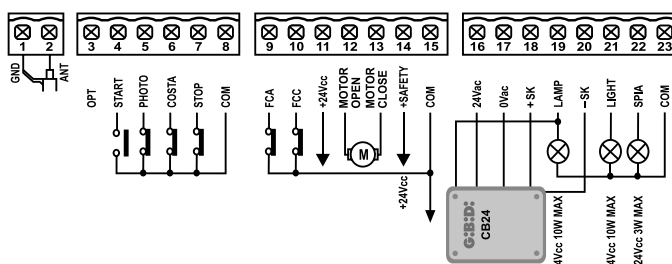 1 2
3 4 5 6 7 8
9 10 11 12 13 14 15
16 17 18 19 20 21 22 23
GND
ANT
OPT
START
PHOTO
COSTA
STOP
COM
FCA
FCC
+24Vcc
MOTOR
OPEN
MOTOR
CLOSE
+SAFETY
COM
M
+24Vcc
24Vac
0Vac
+SK
LAMP
-SK
LIGHT
SPIA
COM
GiBiDi
CB24
4Vcc 10W MAX
4Vcc 10W MAX
24Vcc 3W MAX